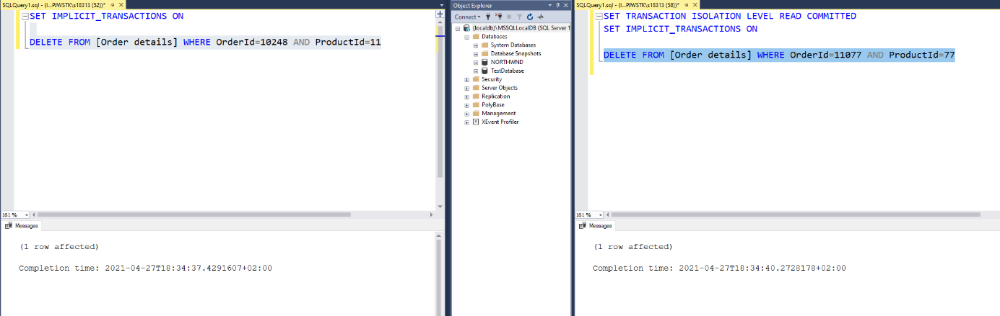 SQLQuery1.sql - (l...PJWSTK\s18313 (52))*
SET IMPLICIT_TRANSACTIONS ON
DELETE FROM [Order details] WHERE OrderId=10248 AND ProductId=11
161 %
Messages
(1 row affected)
Completion time: 2021-04-27T18:34:37.4291607+02:00
Object Explorer
Connect
(localdb)\MSSQLLocalDB (SQL Server 1
Databases
System Databases
Database Snapshots
NORTHWND
TestDatabase
Security
Server Objects
Replication
PolyBase
Management
XEvent Profiler
SQLQuery1.sql - (l...PJWSTK\s18313 (58))*
SET TRANSACTION ISOLATION LEVEL READ COMMITTED
SET IMPLICIT_TRANSACTIONS ON
DELETE FROM [Order details] WHERE OrderId=11077 AND ProductId=77
161 %
Messages
(1 row affected)
Completion time: 2021-04-27T18:34:40.2728178+02:00